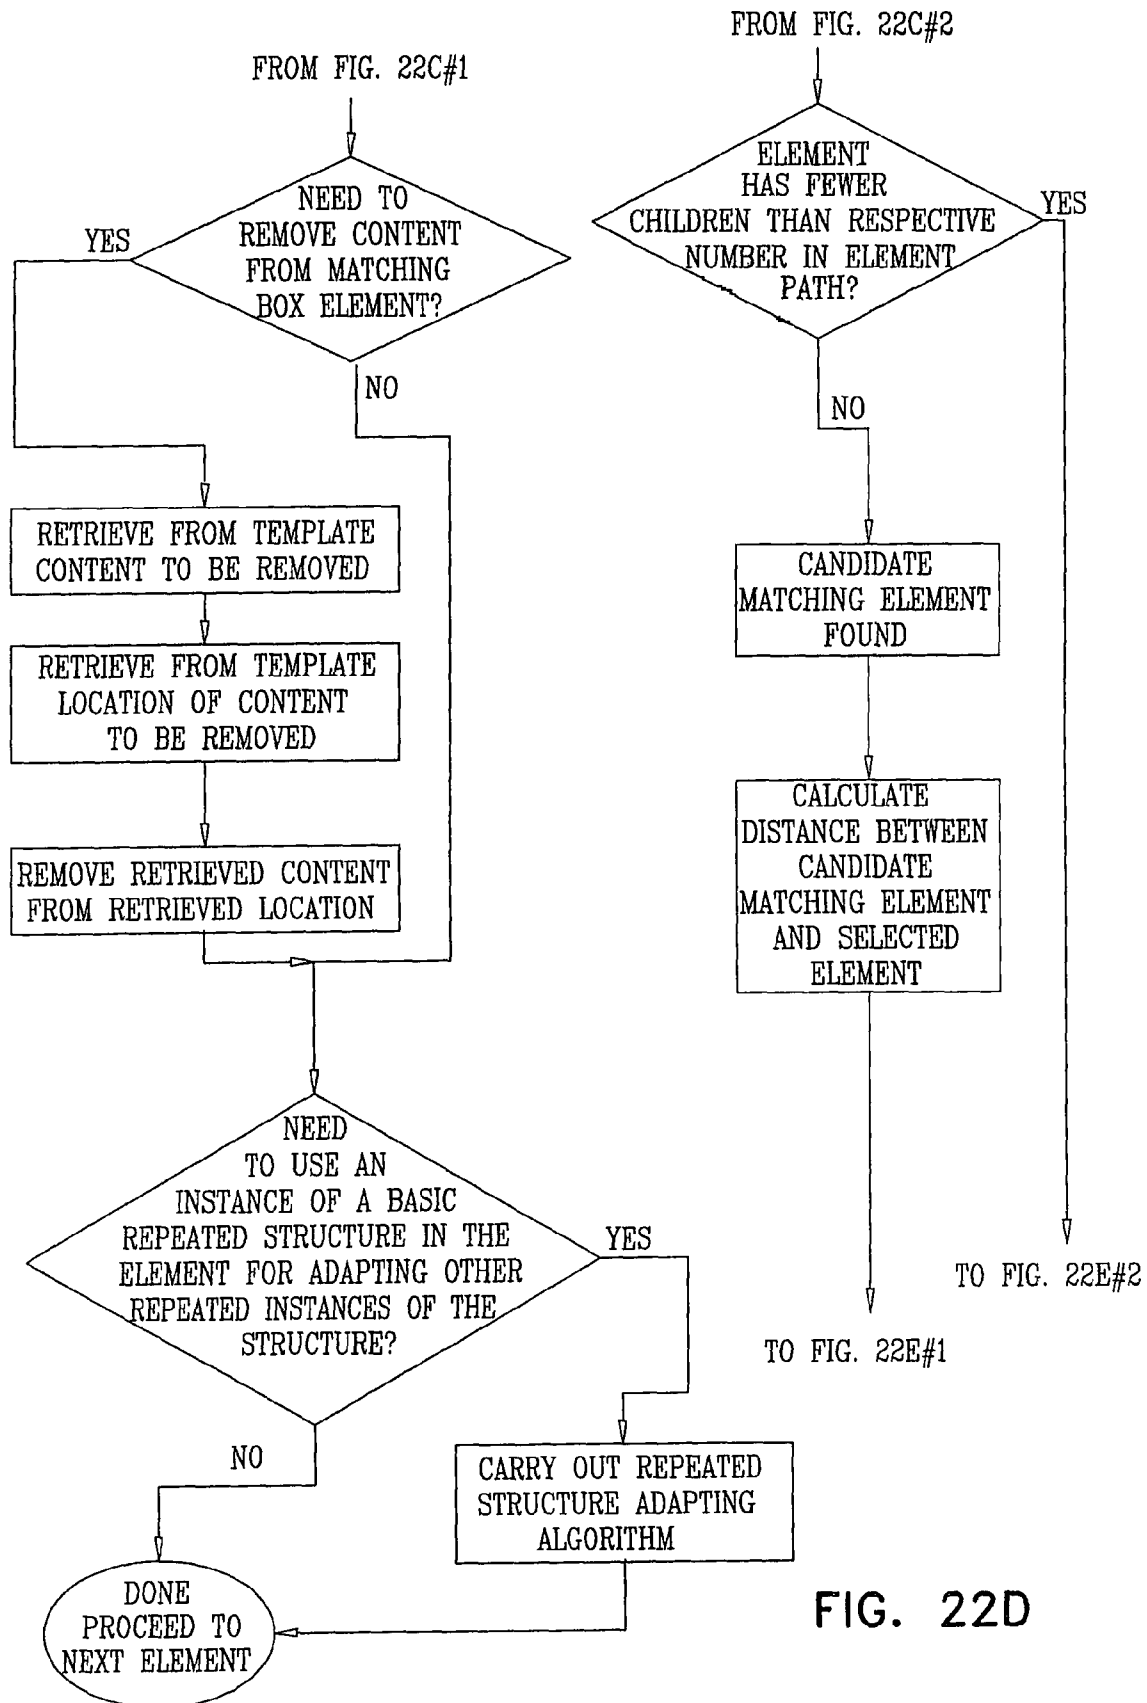 FROM FIG. 22C#1
NEED TO
REMOVE CONTENT
FROM MATCHING
BOX ELEMENT?
YES
NO
RETRIEVE FROM TEMPLATE
CONTENT TO BE REMOVED
RETRIEVE FROM TEMPLATE
LOCATION OF CONTENT
TO BE REMOVED
REMOVE RETRIEVED CONTENT
FROM RETRIEVED LOCATION
NEED
TO USE AN
INSTANCE OF A BASIC
REPEATED STRUCTURE IN THE
ELEMENT FOR ADAPTING OTHER
REPEATED INSTANCES OF THE
STRUCTURE?
YES
NO
CARRY OUT REPEATED
STRUCTURE ADAPTING
ALGORITHM
DONE
PROCEED TO
NEXT ELEMENT
FROM FIG. 22C#2
ELEMENT
HAS FEWER
CHILDREN THAN RESPECTIVE
NUMBER IN ELEMENT
PATH?
YES
NO
CANDIDATE
MATCHING ELEMENT
FOUND
CALCULATE
DISTANCE BETWEEN
CANDIDATE
MATCHING ELEMENT
AND SELECTED
ELEMENT
TO FIG. 22E#2
TO FIG. 22E#1
FIG. 22D